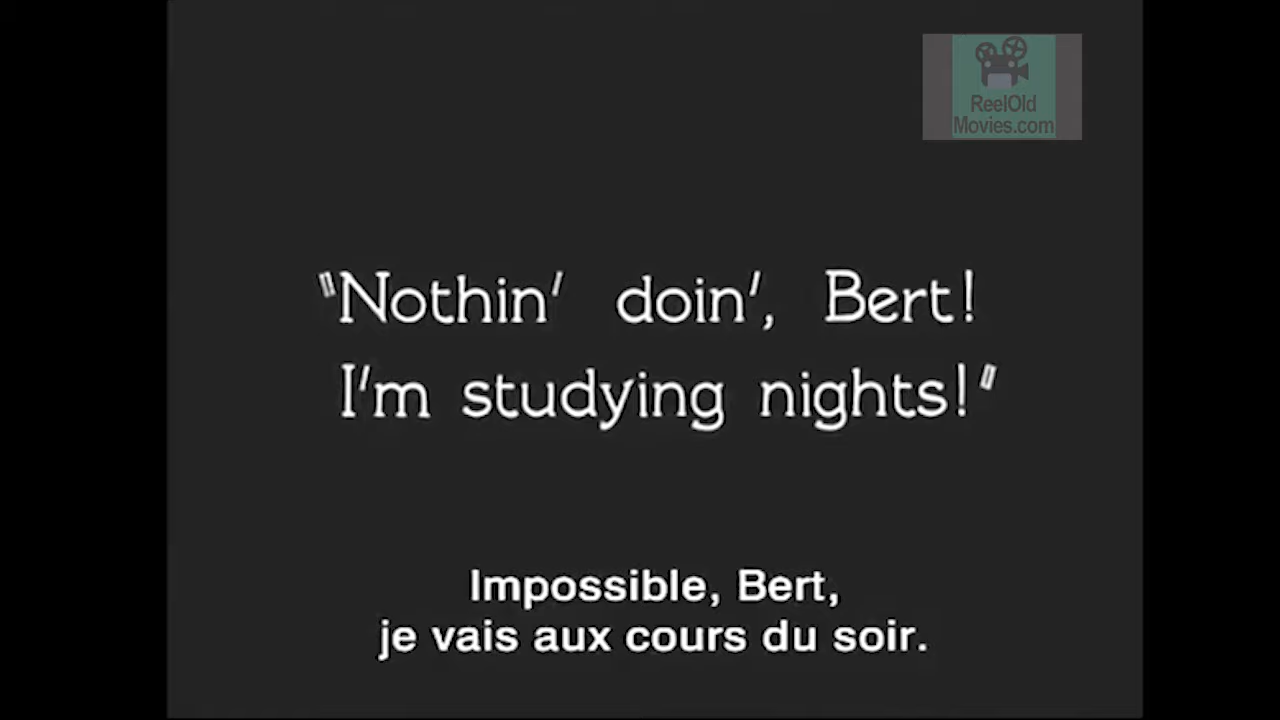 ReelOld
Movies.com
"Nothin' doin', Bert!
I'm studying nights!"
Impossible, Bert,
je vais aux cours du soir.